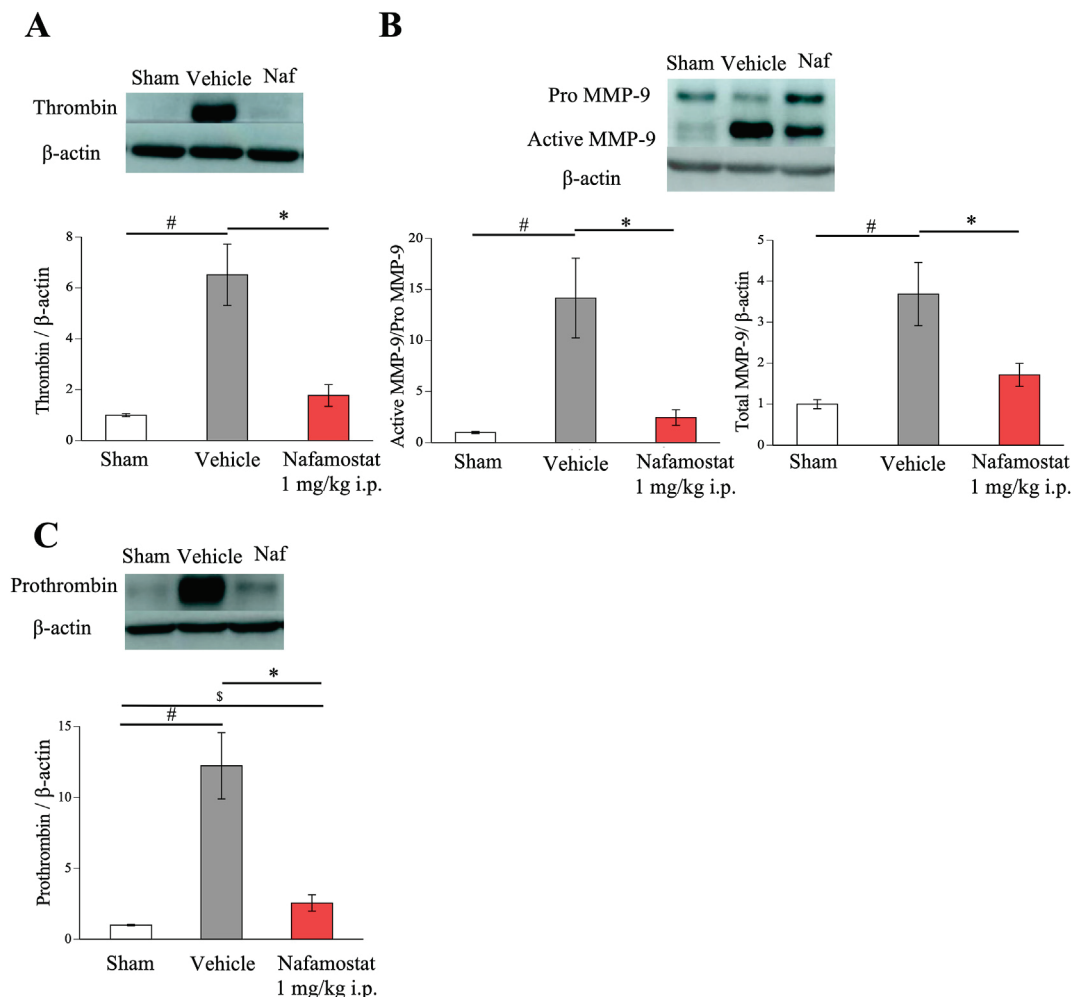 A
Sham Vehicle Naf
Thrombin
β-actin
# *
8
6
4
2
0
Thrombin / β-actin
Sham Vehicle Nafamostat
1 mg/kg i.p.
B
Sham Vehicle Naf
Pro MMP-9
Active MMP-9
β-actin
# *
20
15
10
5
0
Active MMP-9/Pro MMP-9
Sham Vehicle Nafamostat
1 mg/kg i.p.
# *
5
4
3
2
1
0
Total MMP-9/ β-actin
Sham Vehicle Nafamostat
1 mg/kg i.p.
C
Sham Vehicle Naf
Prothrombin
β-actin
*
$
#
15
10
5
0
Prothrombin / β-actin
Sham Vehicle Nafamostat
1 mg/kg i.p.